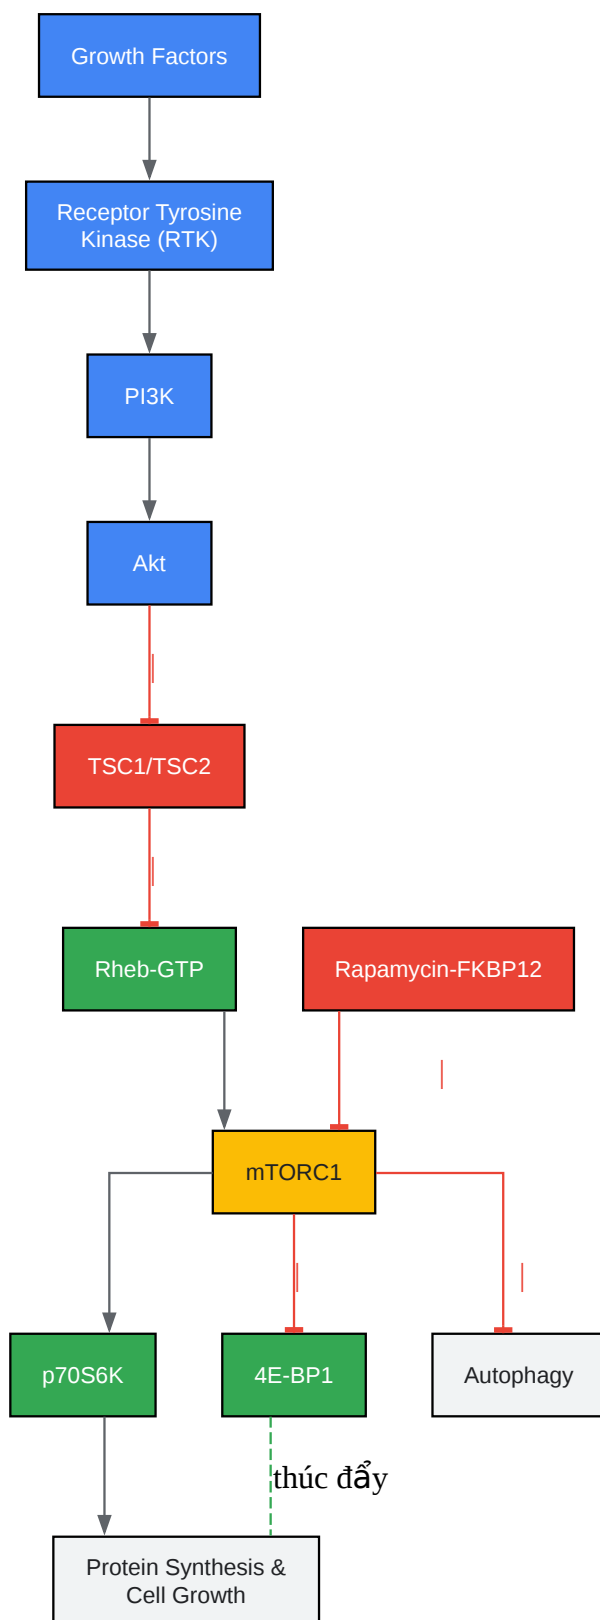 Growth Factors
Receptor Tyrosine
Kinase (RTK)
PI3K
Akt
TSC1/TSC2
Rheb-GTP
Rapamycin-FKBP12
mTORC1
p70S6K
4E-BP1
Autophagy
thúc đẩy
Protein Synthesis &
Cell Growth